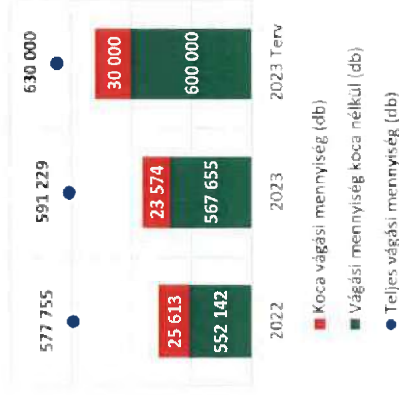 577 755
591 229
630 000
25 613
23 574
30 000
552 142
567 655
600 000
2022
2023
2023 Terv
Koca vágási mennyiség (db)
Vágási mennyiség koca nélkül (db)
Teljes vágási mennyiség (db)